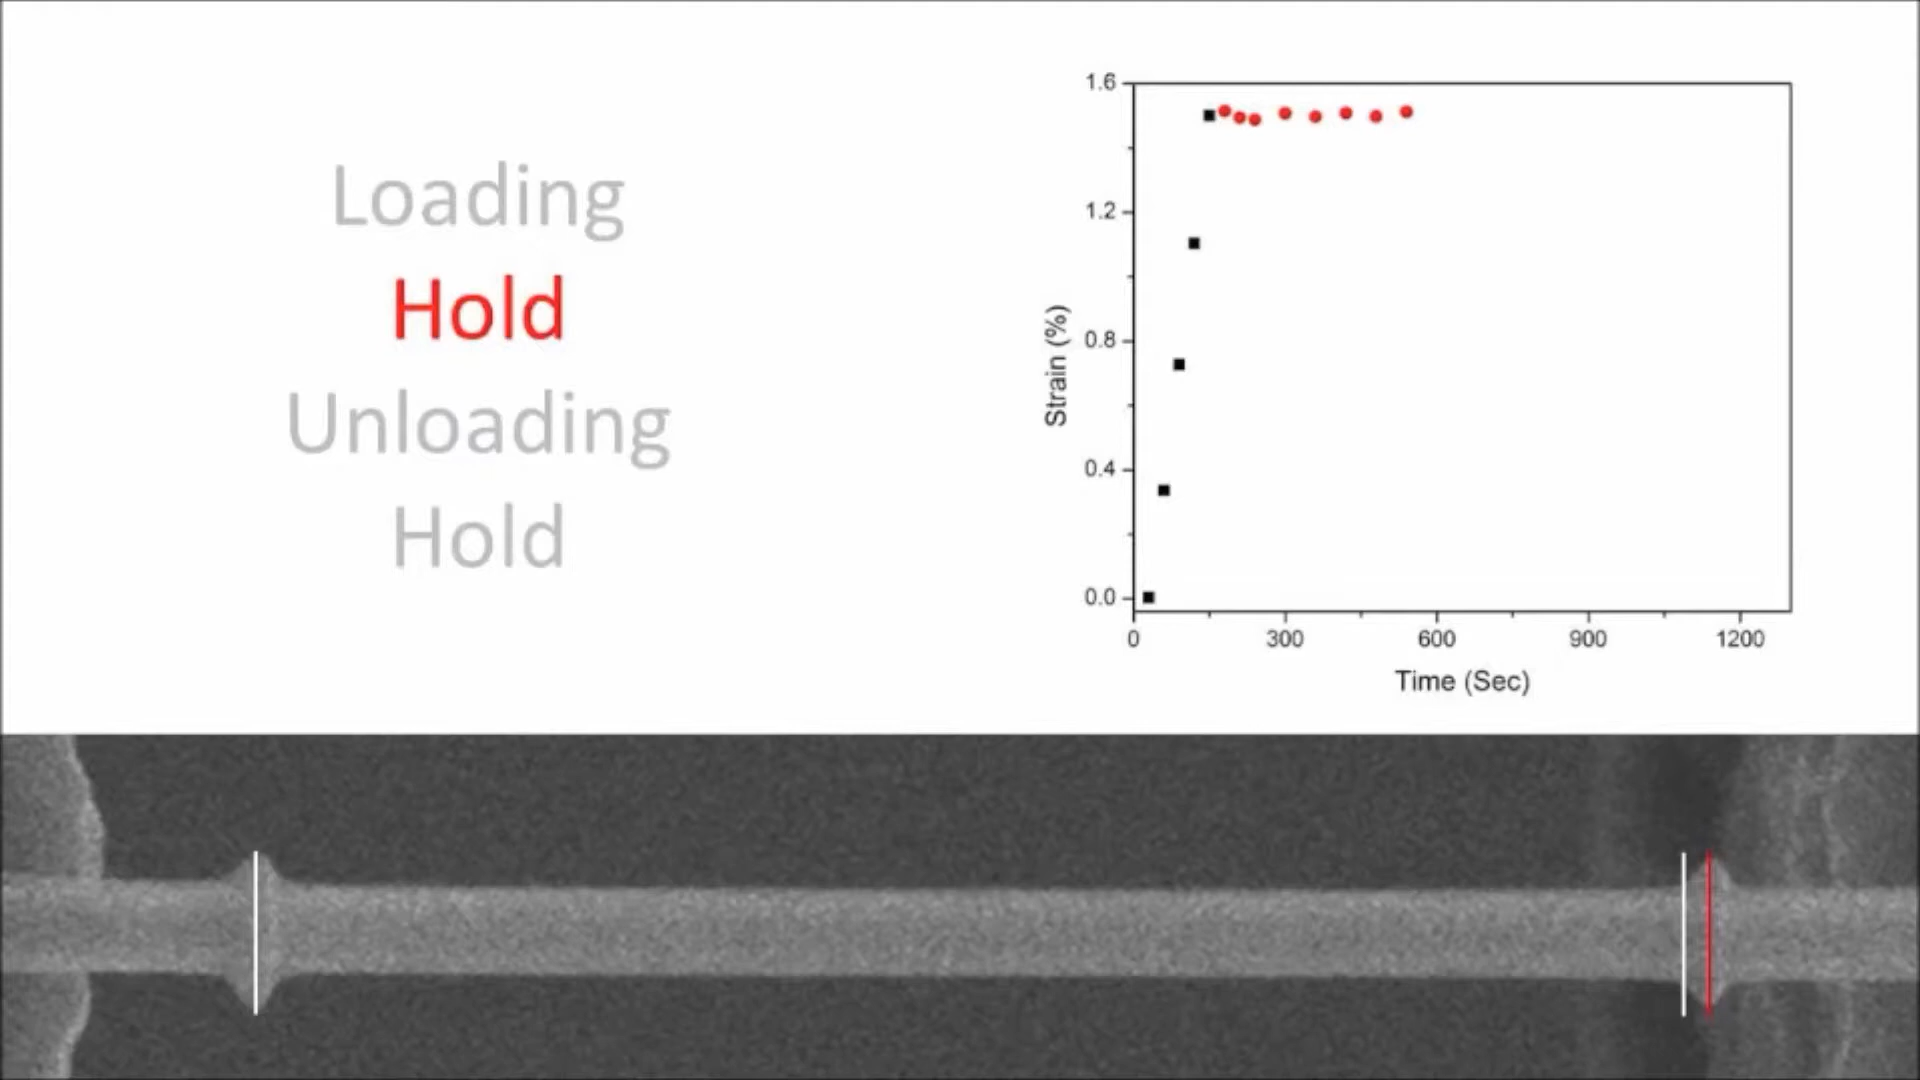 Loading
Hold
Unloading
Hold
1.6
1.2
0.8
0.4
0.0
Strain (%)
0 300 600 900 1200
Time (Sec)